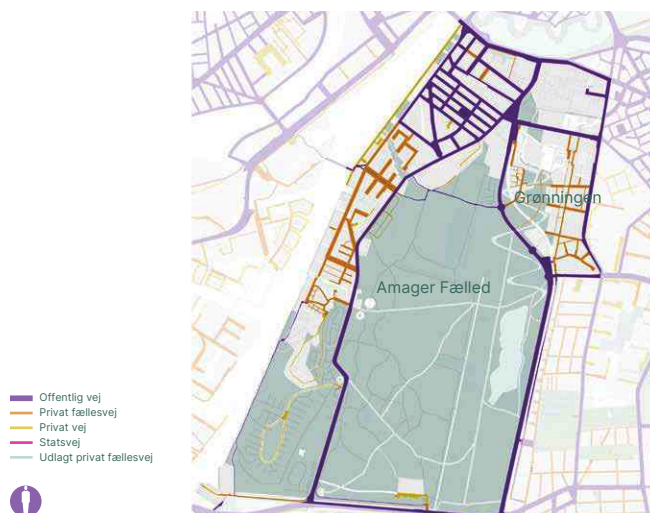 Grønningen
Amager Fælled
Offentlig vej
Privat fællesvej
Privat vej
Statsvej
Udlagt privat fællesvej